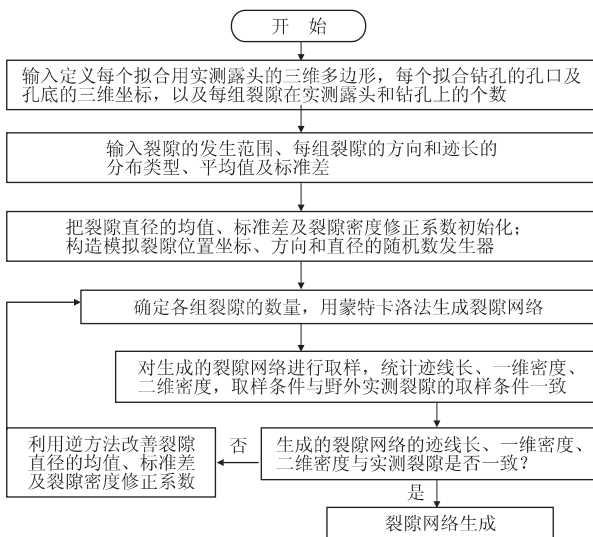 开 始
输入定义每个拟合用实测露头的三维多边形，每个拟合钻孔的孔口及
孔底的三维坐标，以及每组裂隙在实测露头和钻孔上的个数
输入裂隙的发生范围、每组裂隙的方向和迹长的
分布类型、平均值及标准差
把裂隙直径的均值、标准差及裂隙密度修正系数初始化；
构造模拟裂隙位置坐标、方向和直径的随机数发生器
确定各组裂隙的数量，用蒙特卡洛法生成裂隙网络
对生成的裂隙网络进行取样，统计迹线长、一维密度、
二维密度，取样条件与野外实测裂隙的取样条件一致
生成的裂隙网络的迹线长、一维密度、
二维密度与实测裂隙是否一致？
否
利用逆方法改善裂隙
直径的均值、标准差
及裂隙密度修正系数
是
裂隙网络生成